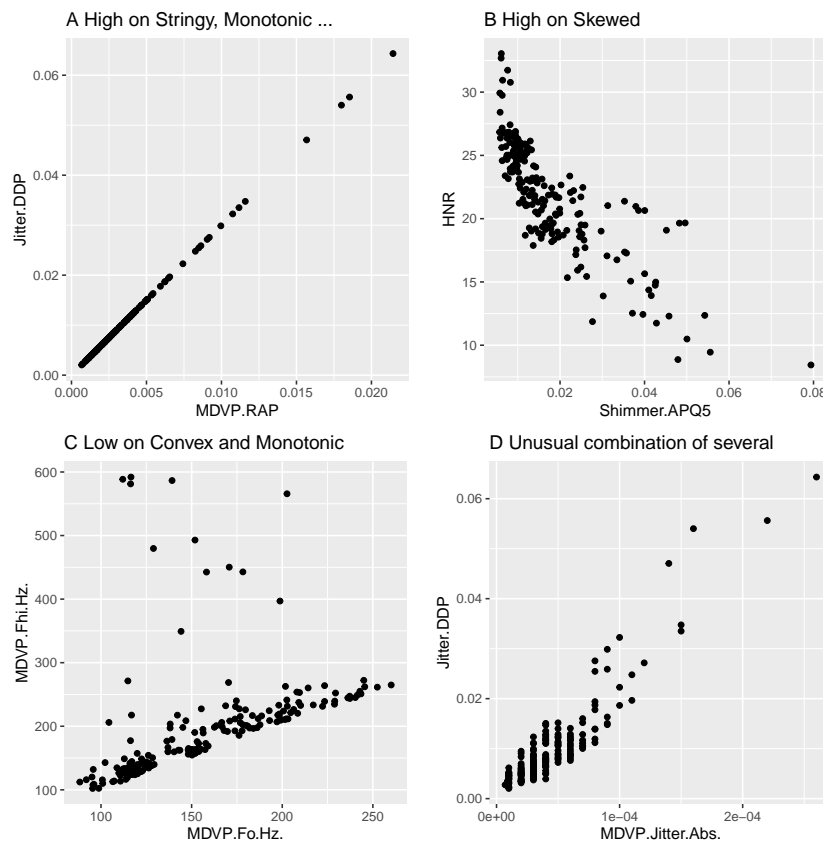 A High on Stringy, Monotonic ...
0.06
0.04
0.02
0.00
Jitter.DDP
0.000
0.005
0.010
0.015
0.020
MDVP.RAP
B High on Skewed
30
25
20
15
10
HNR
0.02
0.04
0.06
0.08
Shimmer.APQ5
C Low on Convex and Monotonic
600
500
400
300
200
100
MDVP.Fhi.Hz.
100
150
200
250
MDVP.Fo.Hz.
D Unusual combination of several
0.06
0.04
0.02
0.00
Jitter.DDP
0e+00
1e−04
2e−04
MDVP.Jitter.Abs.